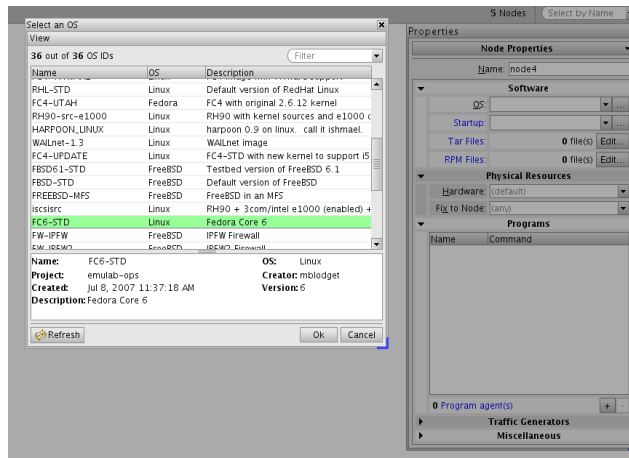 5 Nodes Select by Name
Select an OS
View
36 out of 36 OS IDs Filter
Name OS Description
RHL-STD Linux Default version of RedHat Linux
FC4-UTAH Fedora FC4 with original 2.6.12 kernel
RH90-src-e1000 Linux RH90 with kernel sources and e1000 c
HARPOON_LINUX Linux harpoon 0.9 on linux. call it ishmael.
WAILnet-1.3 Linux WAILnet image
FC4-UPDATE Linux FC4-STD with new kernel to support i5
FBSD61-STD FreeBSD Testbed version of FreeBSD 6.1
FBSD-STD FreeBSD Default version of FreeBSD
FREEBSD-MFS FreeBSD FreeBSD in an MFS
iscsisrc Linux RH90 + 3com/intel e1000 (enabled) +
FC6-STD Linux Fedora Core 6
FW-IPFW FreeBSD IPFW Firewall
FW-IPFW2 FreeBSD IPFW2 Firewall
Name: FC6-STD OS: Linux
Project: emulab-ops Creator: mblodget
Created: Jul 8, 2007 11:37:18 AM Version: 6
Description: Fedora Core 6
Refresh Ok Cancel
Properties
Node Properties
Name: node4
Software
OS: ...
Startup: ...
Tar Files: 0 file(s) Edit...
RPM Files: 0 file(s) Edit...
Physical Resources
Hardware: (default)
Fix to Node: (any)
Programs
Name Command
0 Program agent(s) + -
Traffic Generators
Miscellaneous